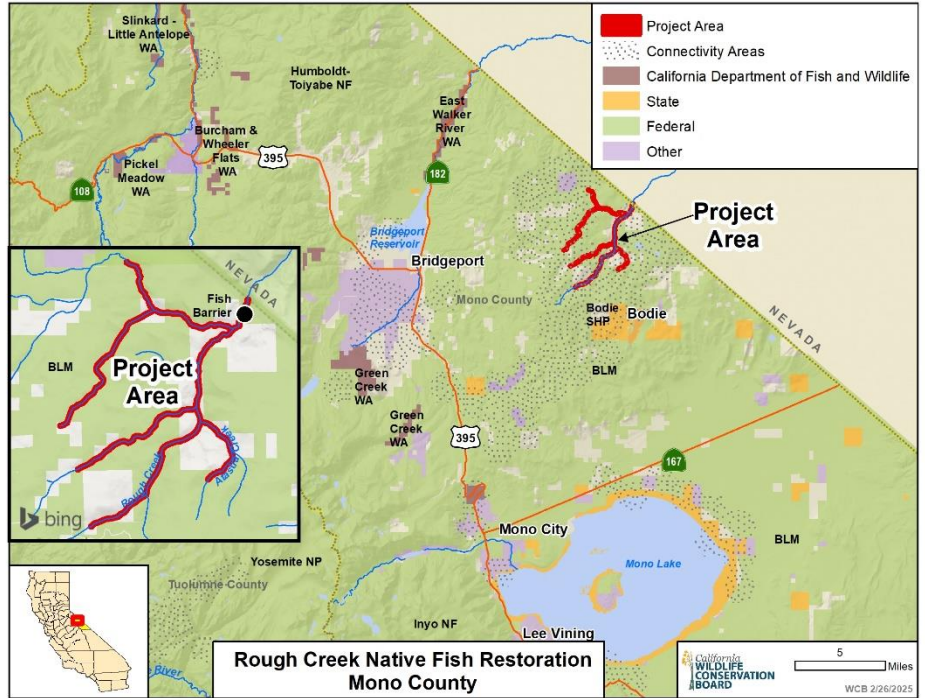 Slinkard -
Little Antelope
WA
Humboldt-
Toiyabe NF
East
Walker
River
WA
Burcham &
Wheeler
Flats
WA
Pickel
Meadow
WA
395
182
108
Project Area
Connectivity Areas
California Department of Fish and Wildlife
State
Federal
Other
Bridgeport
Reservoir
Bridgeport
Mono County
Project
Area
Bodie
SHP
Bodie
NEVADA
BLM
Green
Creek
WA
Green
Creek
WA
395
167
Mono City
Mono Lake
BLM
Yosemite NP
Tuolumne County
Inyo NF
Lee Vining
NEVADA
Fish
Barrier
BLM
Project
Area
Rough Creek
Atastra
Creek
bing
River
Rough Creek Native Fish Restoration
Mono County
California
WILDLIFE
CONSERVATION
BOARD
5
Miles
WCB 2/26/2025